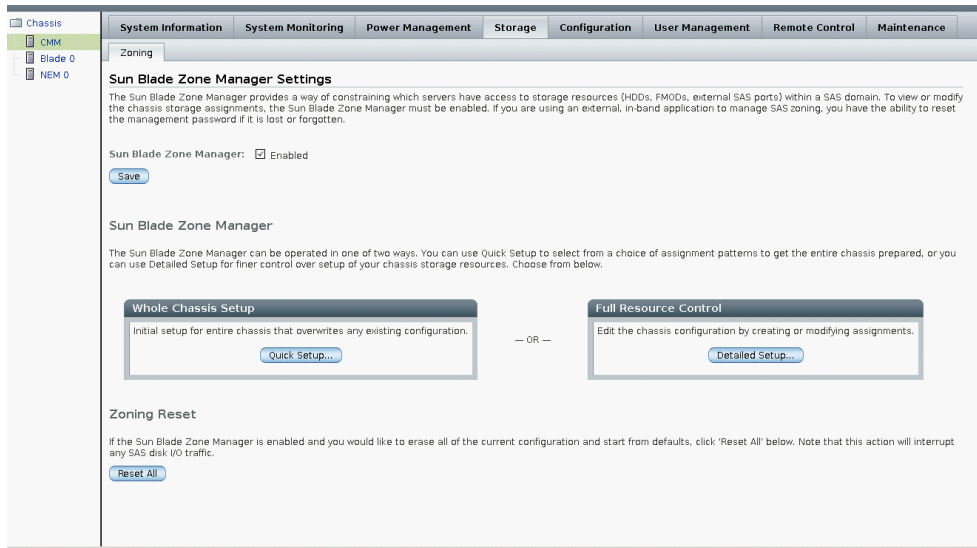 Chassis
CMM
Blade 0
NEM 0
System Information System Monitoring Power Management Storage Configuration User Management Remote Control Maintenance
Zoning
Sun Blade Zone Manager Settings
The Sun Blade Zone Manager provides a way of constraining which servers have access to storage resources (HDDs, FMODs, external SAS ports) within a SAS domain. To view or modify
the chassis storage assignments, the Sun Blade Zone Manager must be enabled. If you are using an external, in-band application to manage SAS zoning, you have the ability to reset
the management password if it is lost or forgotten.
Sun Blade Zone Manager: Enabled
Save
Sun Blade Zone Manager
The Sun Blade Zone Manager can be operated in one of two ways. You can use Quick Setup to select from a choice of assignment patterns to get the entire chassis prepared, or you
can use Detailed Setup for finer control over setup of your chassis storage resources. Choose from below.
Whole Chassis Setup
Initial setup for entire chassis that overwrites any existing configuration.
Quick Setup...
— OR —
Full Resource Control
Edit the chassis configuration by creating or modifying assignments.
Detailed Setup...
Zoning Reset
If the Sun Blade Zone Manager is enabled and you would like to erase all of the current configuration and start from defaults, click 'Reset All' below. Note that this action will interrupt
any SAS disk I/O traffic.
Reset All